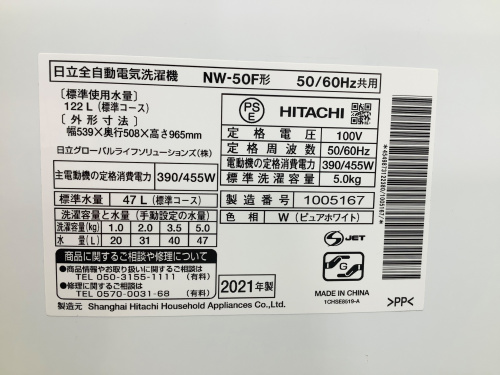 日立全自動電気洗濯機 NW-50F形 50/60Hz共用
〔標準使用水量〕
122 L（標準コース）
〔外形寸法〕
幅539×奥行508×高さ965mm
日立グローバルライフソリューションズ（株）
主電動機の定格消費電力 390/455W
標準水量 47 L（標準コース）
洗濯容量と水量（手動設定の水量）
洗濯容量(kg) 1.0 2.0 3.5 5.0
水量(L) 20 31 40 47
商品に関するご相談や修理について
●商品情報やお取り扱いに関するご相談
TEL 050-3155-1111（有料）
●修理に関するご相談
TEL 0570-0031-68（有料）
2021年製
製造元 Shanghai Hitachi Household Appliances Co.,Ltd.
PS
E
HITACHI
定格電圧 100V
定格周波数 50/60Hz
電動機の定格消費電力 390/455W
標準洗濯容量 5.0kg
製造番号 1005167
色相 W（ピュアホワイト）
S JET
G
MADE IN CHINA
1CHSE8519-A
>PP<